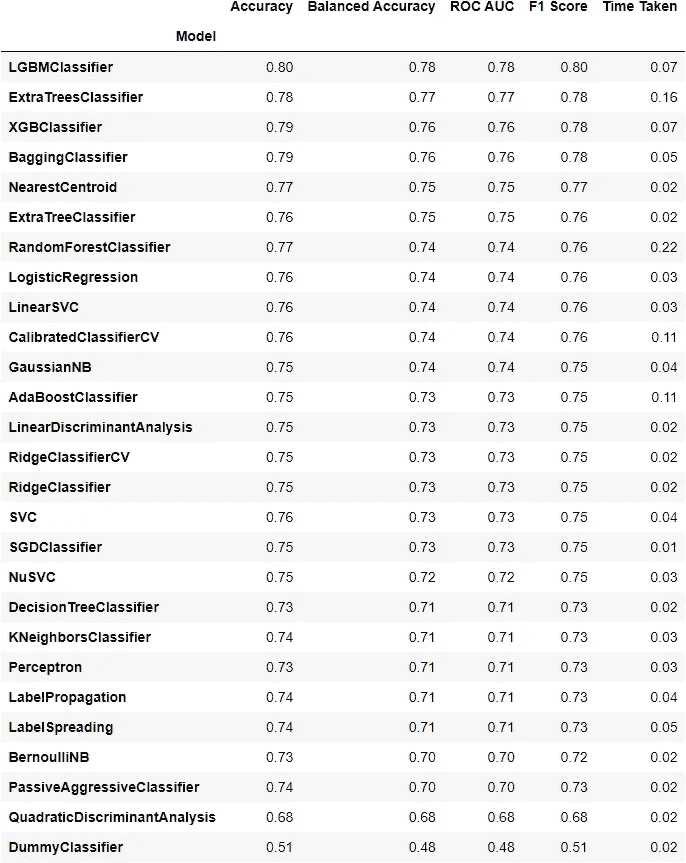 Accuracy Balanced Accuracy ROC AUC F1 Score Time Taken
Model
LGBMClassifier 0.80 0.78 0.78 0.80 0.07
ExtraTreesClassifier 0.78 0.77 0.77 0.78 0.16
XGBClassifier 0.79 0.76 0.76 0.78 0.07
BaggingClassifier 0.79 0.76 0.76 0.78 0.05
NearestCentroid 0.77 0.75 0.75 0.77 0.02
ExtraTreeClassifier 0.76 0.75 0.75 0.76 0.02
RandomForestClassifier 0.77 0.74 0.74 0.76 0.22
LogisticRegression 0.76 0.74 0.74 0.76 0.03
LinearSVC 0.76 0.74 0.74 0.76 0.03
CalibratedClassifierCV 0.76 0.74 0.74 0.76 0.11
GaussianNB 0.75 0.74 0.74 0.75 0.04
AdaBoostClassifier 0.75 0.73 0.73 0.75 0.11
LinearDiscriminantAnalysis 0.75 0.73 0.73 0.75 0.02
RidgeClassifierCV 0.75 0.73 0.73 0.75 0.02
RidgeClassifier 0.75 0.73 0.73 0.75 0.02
SVC 0.76 0.73 0.73 0.75 0.04
SGDClassifier 0.75 0.73 0.73 0.75 0.01
NuSVC 0.75 0.72 0.72 0.75 0.03
DecisionTreeClassifier 0.73 0.71 0.71 0.73 0.02
KNeighborsClassifier 0.74 0.71 0.71 0.73 0.03
Perceptron 0.73 0.71 0.71 0.73 0.03
LabelPropagation 0.74 0.71 0.71 0.73 0.04
LabelSpreading 0.74 0.71 0.71 0.73 0.05
BernoulliNB 0.73 0.70 0.70 0.72 0.02
PassiveAggressiveClassifier 0.74 0.70 0.70 0.73 0.02
QuadraticDiscriminantAnalysis 0.68 0.68 0.68 0.68 0.02
DummyClassifier 0.51 0.48 0.48 0.51 0.02